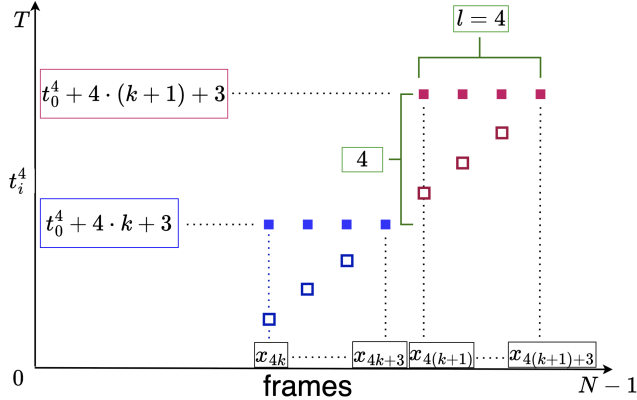 T
l = 4
t_0^4 + 4 · (k + 1) + 3
4
t_i^4
t_0^4 + 4 · k + 3
x_{4k} x_{4k+3} x_{4(k+1)} x_{4(k+1)+3}
0
frames
N − 1